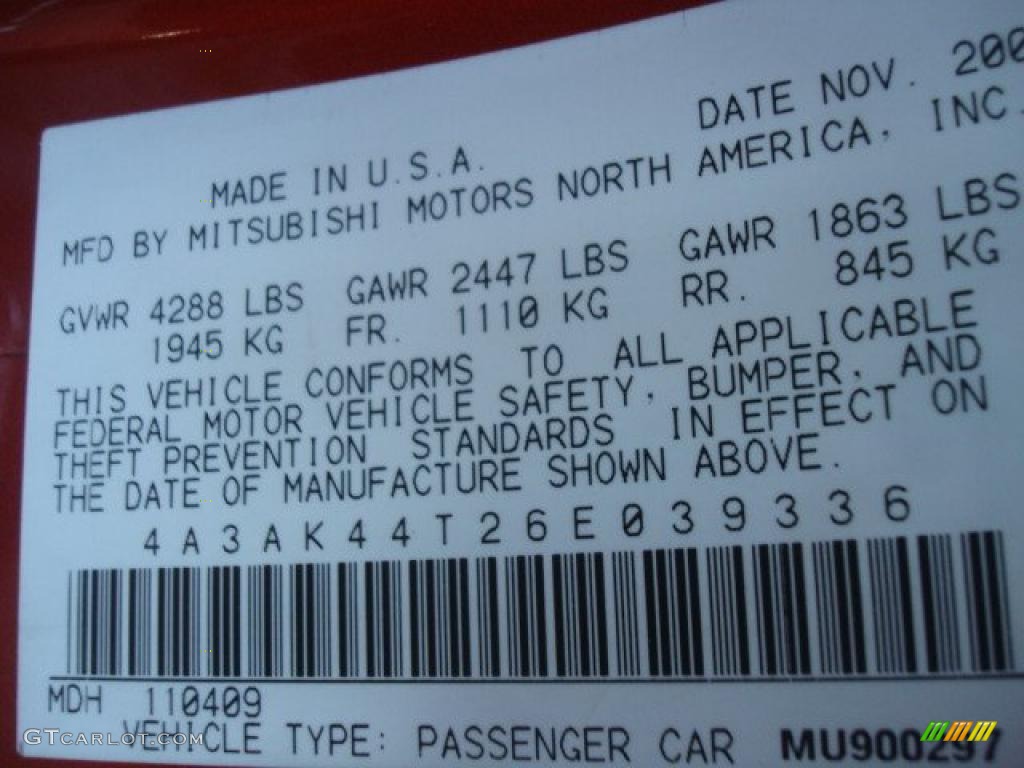 DATE NOV. 200
MADE IN U.S.A.
MFD BY MITSUBISHI MOTORS NORTH AMERICA, INC.
GVWR 4288 LBS GAWR 2447 LBS GAWR 1863 LBS
1945 KG FR. 1110 KG RR. 845 KG
THIS VEHICLE CONFORMS TO ALL APPLICABLE
FEDERAL MOTOR VEHICLE SAFETY, BUMPER, AND
THEFT PREVENTION STANDARDS IN EFFECT ON
THE DATE OF MANUFACTURE SHOWN ABOVE.
4A3AK44T26E039336
MDH 110409
VEHICLE TYPE: PASSENGER CAR MU900297
GTcarlot.com